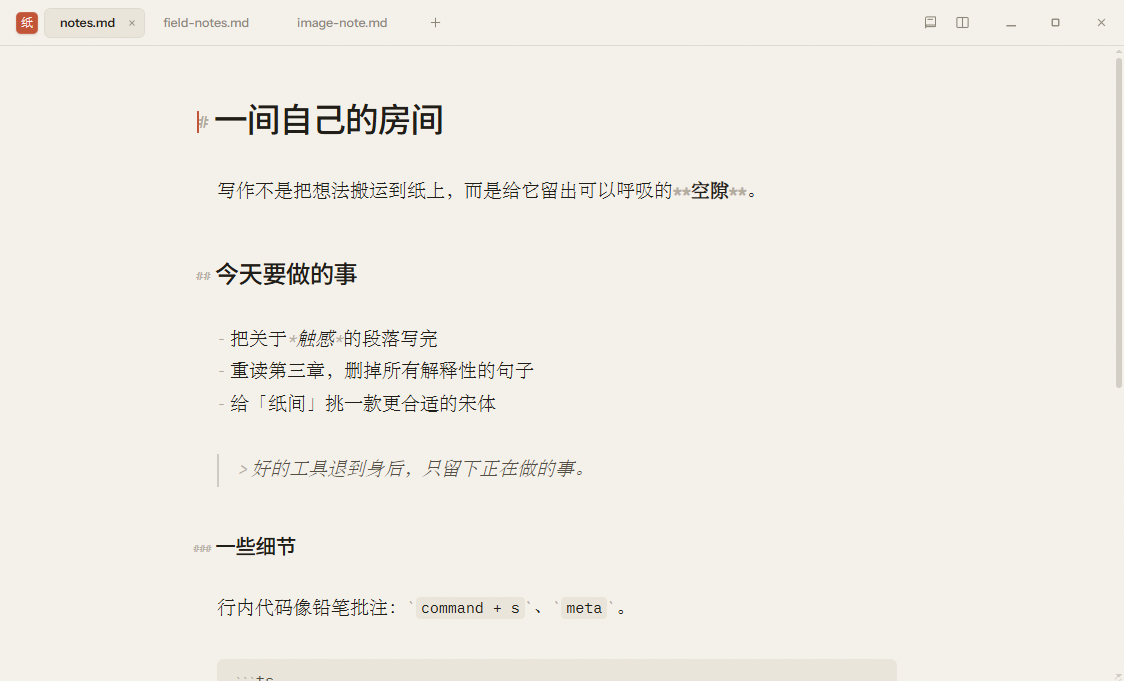 纸 notes.md × field-notes.md image-note.md +
# 一间自己的房间
写作不是把想法搬运到纸上，而是给它留出可以呼吸的**空隙**。
## 今天要做的事
- 把关于*触感*的段落写完
- 重读第三章，删掉所有解释性的句子
- 给「纸间」挑一款更合适的宋体
> 好的工具退到身后，只留下正在做的事。
### 一些细节
行内代码像铅笔批注：`command + s`、`meta`。
```ts